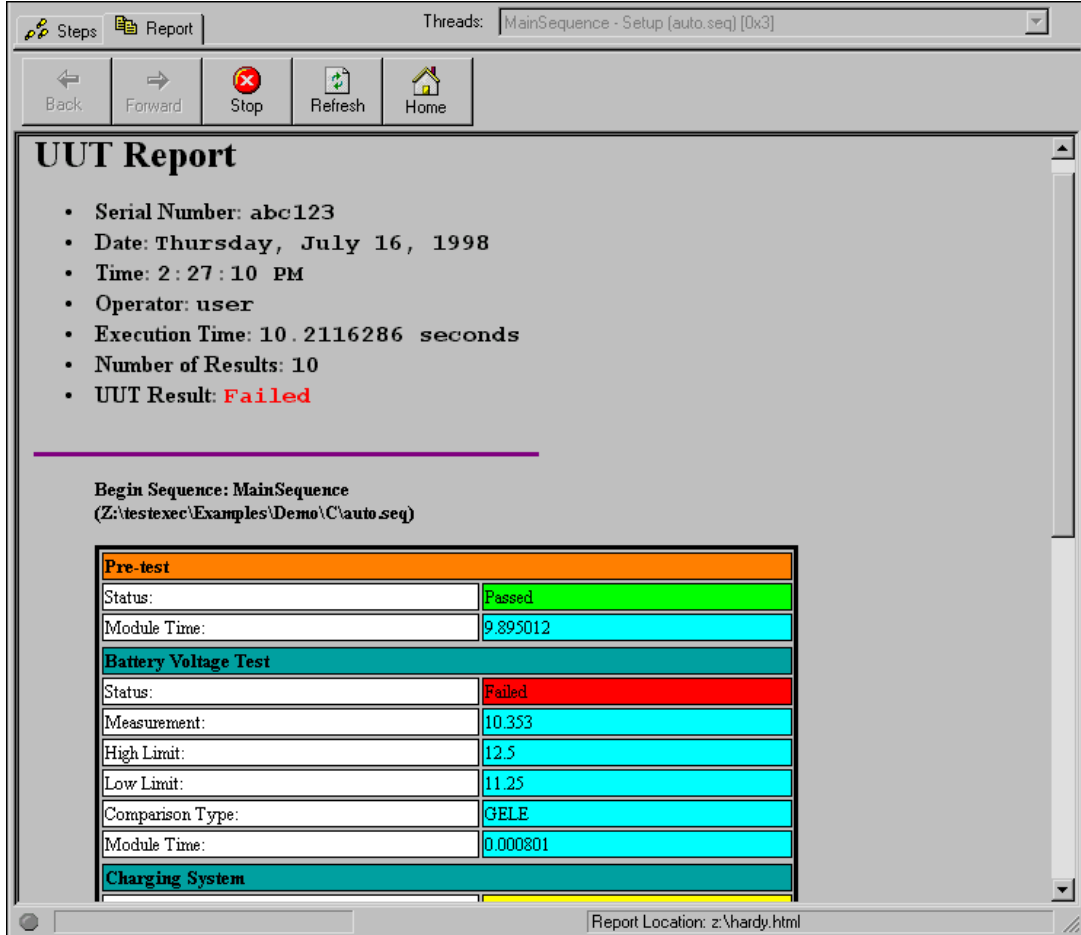 Steps Report Threads: MainSequence - Setup (auto.seq) [0x3]
Back Forward Stop Refresh Home
UUT Report
• Serial Number: abc123
• Date: Thursday, July 16, 1998
• Time: 2:27:10 PM
• Operator: user
• Execution Time: 10.2116286 seconds
• Number of Results: 10
• UUT Result: Failed
Begin Sequence: MainSequence
(Z:\testexec\Examples\Demo\C\auto.seq)
Pre-test
Status: Passed
Module Time: 9.895012
Battery Voltage Test
Status: Failed
Measurement: 10.353
High Limit: 12.5
Low Limit: 11.25
Comparison Type: GELE
Module Time: 0.000801
Charging System
Report Location: z:\hardy.html